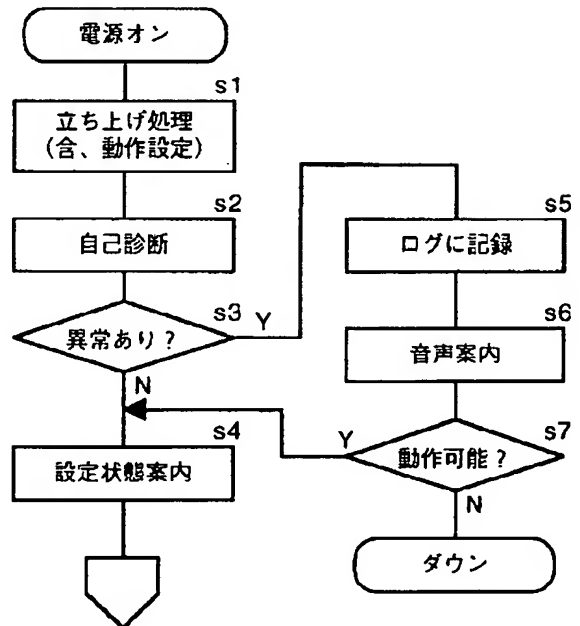 電源オン
s1
立ち上げ処理
(含、動作設定)
s2
自己診断
s3
異常あり？
Y
N
s4
設定状態案内
s5
ログに記録
s6
音声案内
s7
動作可能？
Y
N
ダウン